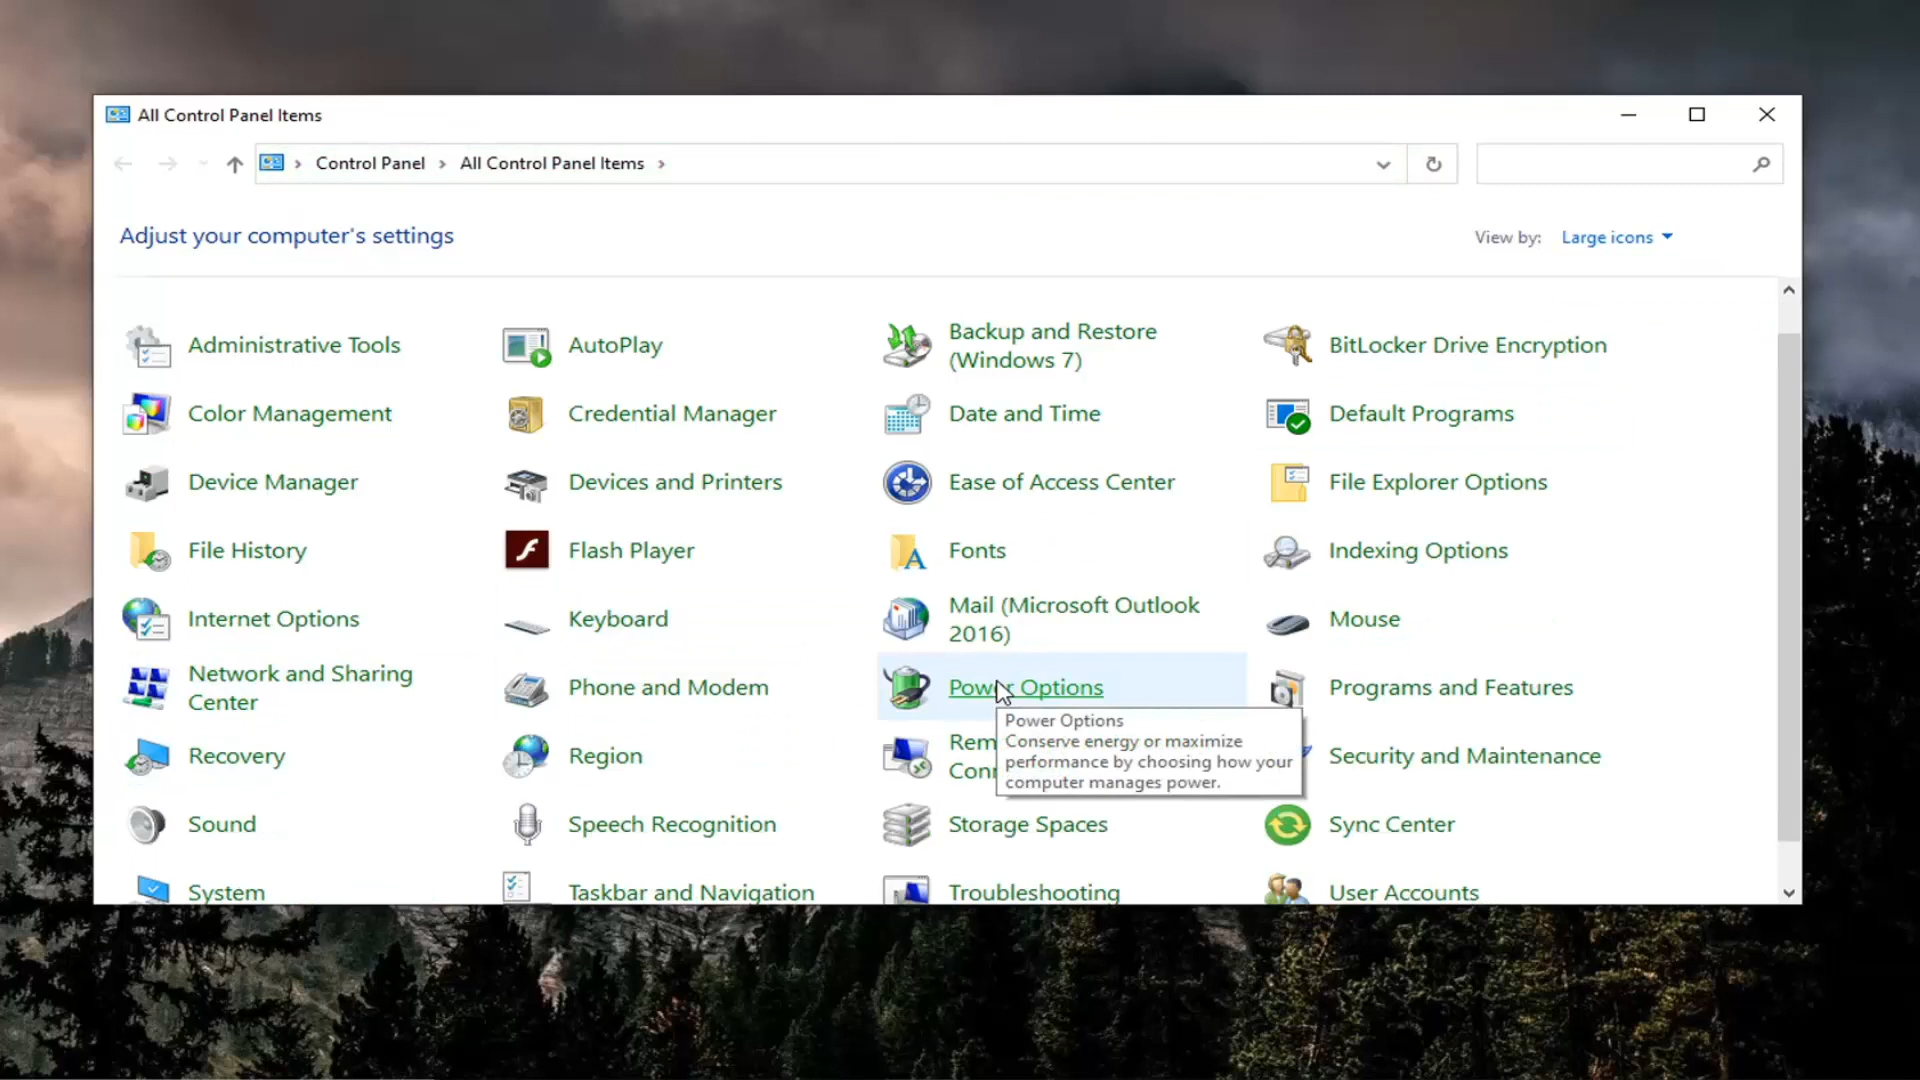 All Control Panel Items
Control Panel
All Control Panel Items
Adjust your computer's settings
View by: Large icons
Administrative Tools
AutoPlay
Backup and Restore
(Windows 7)
BitLocker Drive Encryption
Color Management
Credential Manager
Date and Time
Default Programs
Device Manager
Devices and Printers
Ease of Access Center
File Explorer Options
File History
Flash Player
Fonts
Indexing Options
Internet Options
Keyboard
Mail (Microsoft Outlook
2016)
Mouse
Network and Sharing
Center
Phone and Modem
Power Options
Programs and Features
Power Options
Conserve energy or maximize
performance by choosing how your
computer manages power.
Recovery
Region
Security and Maintenance
Sound
Speech Recognition
Storage Spaces
Sync Center
System
Taskbar and Navigation
Troubleshooting
User Accounts